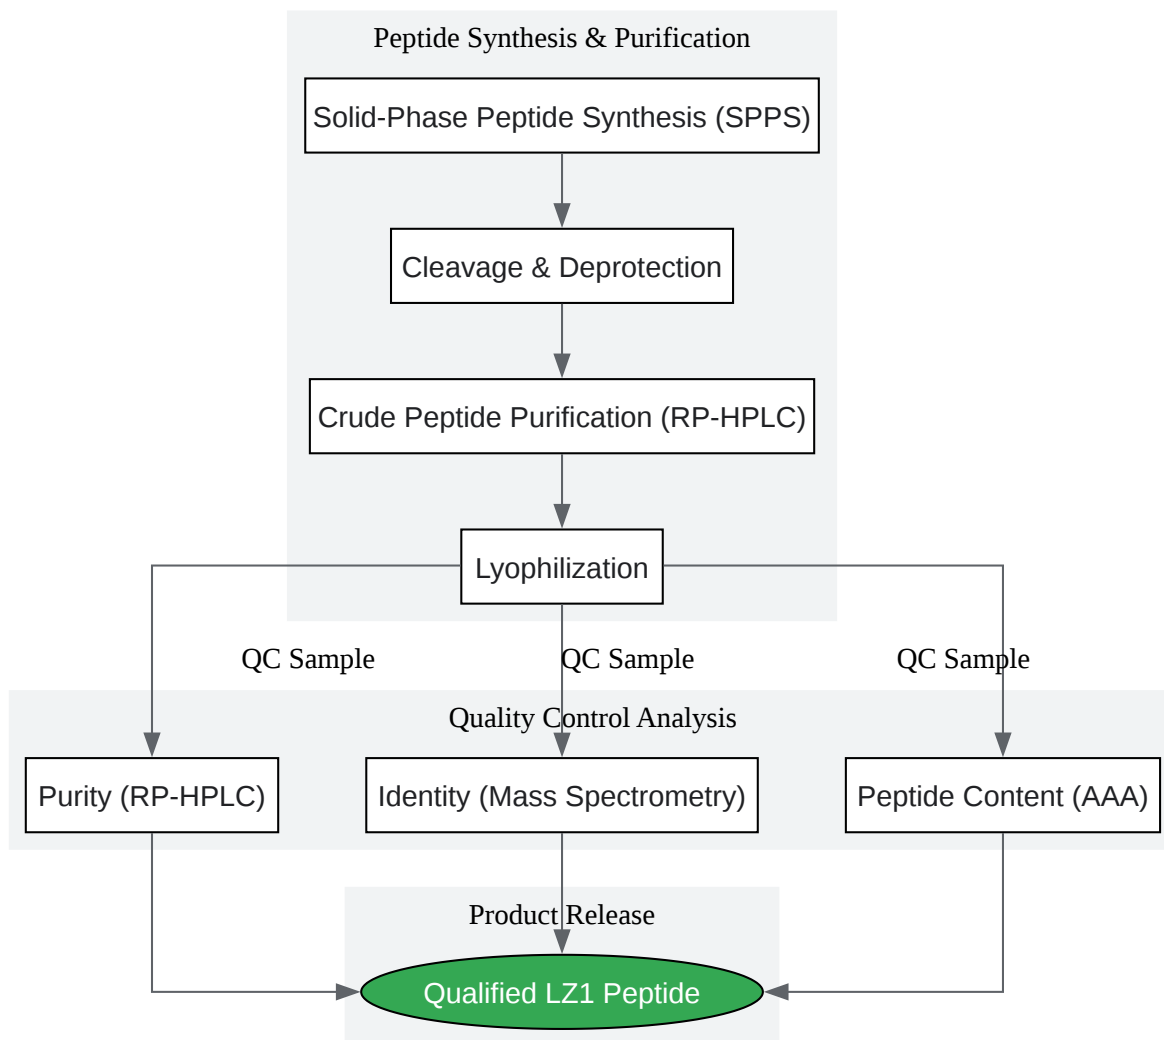 Peptide Synthesis & Purification
Solid-Phase Peptide Synthesis (SPPS)
Cleavage & Deprotection
Crude Peptide Purification (RP-HPLC)
Lyophilization
QC Sample
QC Sample
QC Sample
Quality Control Analysis
Purity (RP-HPLC)
Identity (Mass Spectrometry)
Peptide Content (AAA)
Product Release
Qualified LZ1 Peptide